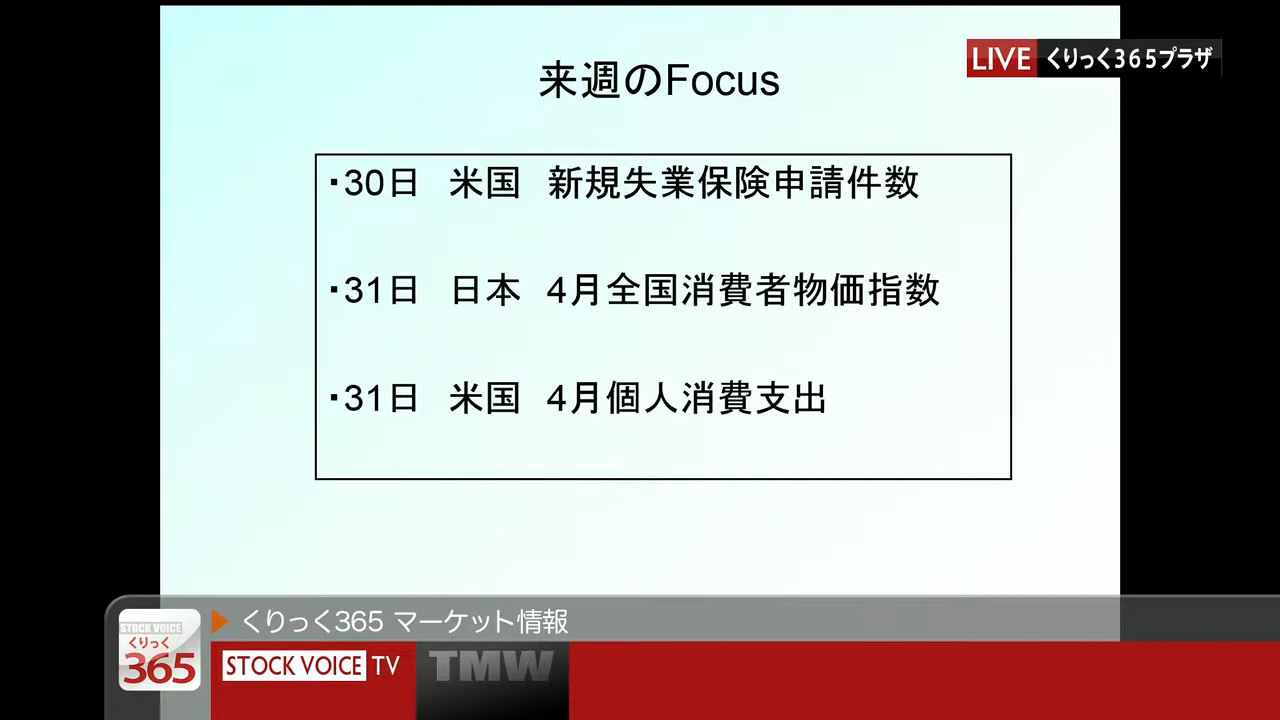 来週のFocus
LIVE くりっく365プラザ
・30日　米国　新規失業保険申請件数
・31日　日本　4月全国消費者物価指数
・31日　米国　4月個人消費支出
くりっく365 マーケット情報
STOCK VOICE
くりっく
365
STOCK VOICE TV
TMW